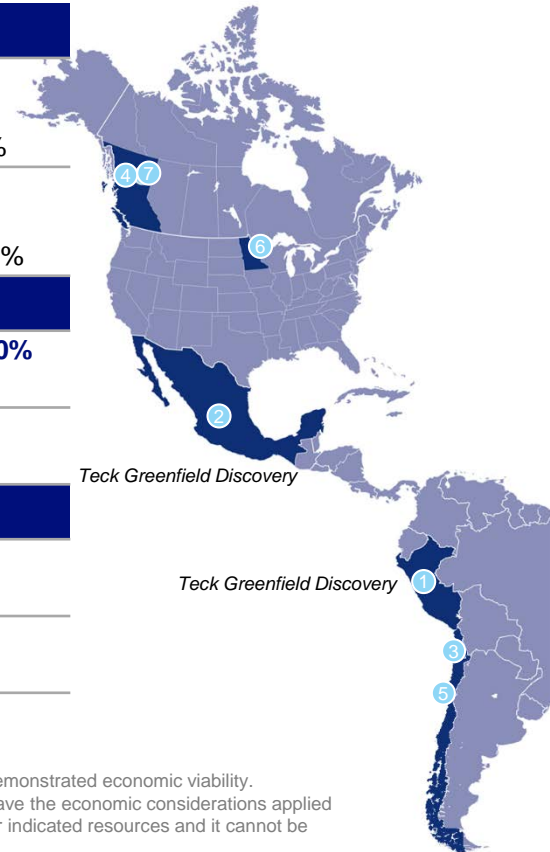 %
%
0%
4
7
6
2
Teck Greenfield Discovery
Teck Greenfield Discovery
1
3
5
emonstrated economic viability.
ave the economic considerations applied
r indicated resources and it cannot be